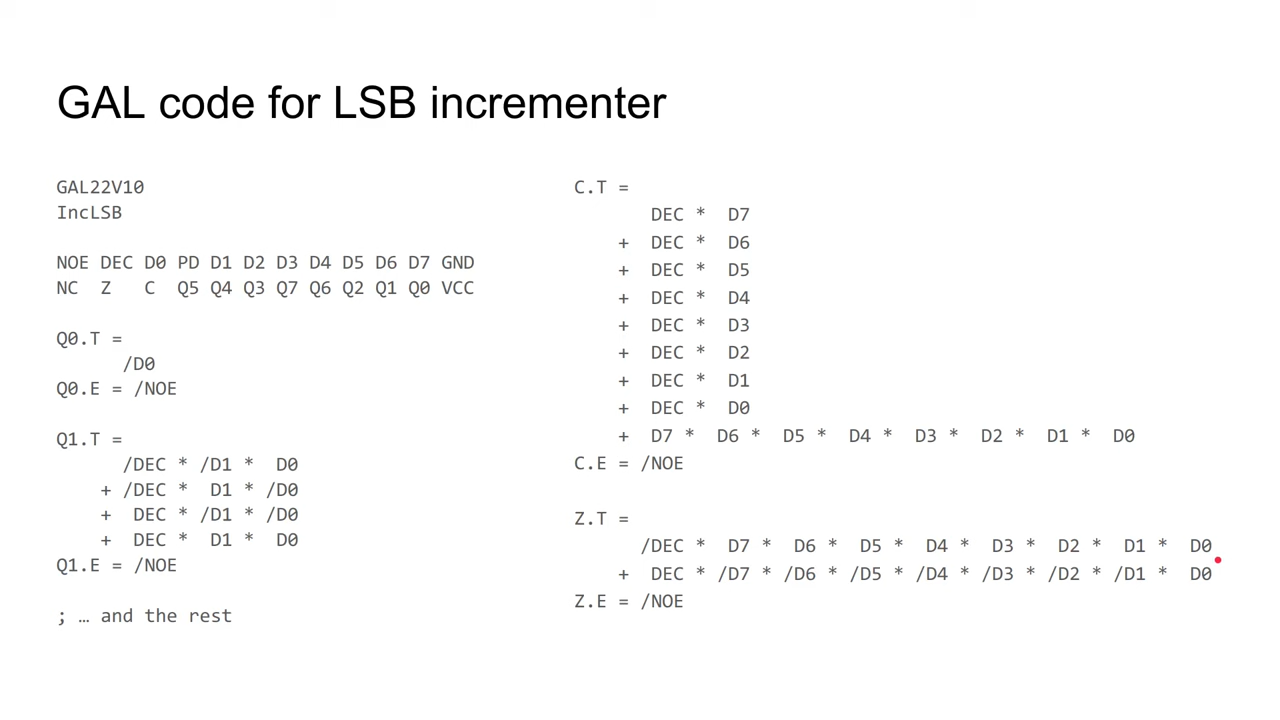 GAL code for LSB incrementer
GAL22V10
IncLSB
NOE DEC D0 PD D1 D2 D3 D4 D5 D6 D7 GND
NC Z C Q5 Q4 Q3 Q7 Q6 Q2 Q1 Q0 VCC
Q0.T =
/D0
Q0.E = /NOE
Q1.T =
/DEC * /D1 * D0
+ /DEC * D1 * /D0
+ DEC * /D1 * /D0
+ DEC * D1 * D0
Q1.E = /NOE
; … and the rest
C.T =
DEC * D7
+ DEC * D6
+ DEC * D5
+ DEC * D4
+ DEC * D3
+ DEC * D2
+ DEC * D1
+ DEC * D0
+ D7 * D6 * D5 * D4 * D3 * D2 * D1 * D0
C.E = /NOE
Z.T =
/DEC * D7 * D6 * D5 * D4 * D3 * D2 * D1 * D0
+ DEC * /D7 * /D6 * /D5 * /D4 * /D3 * /D2 * /D1 * D0
Z.E = /NOE